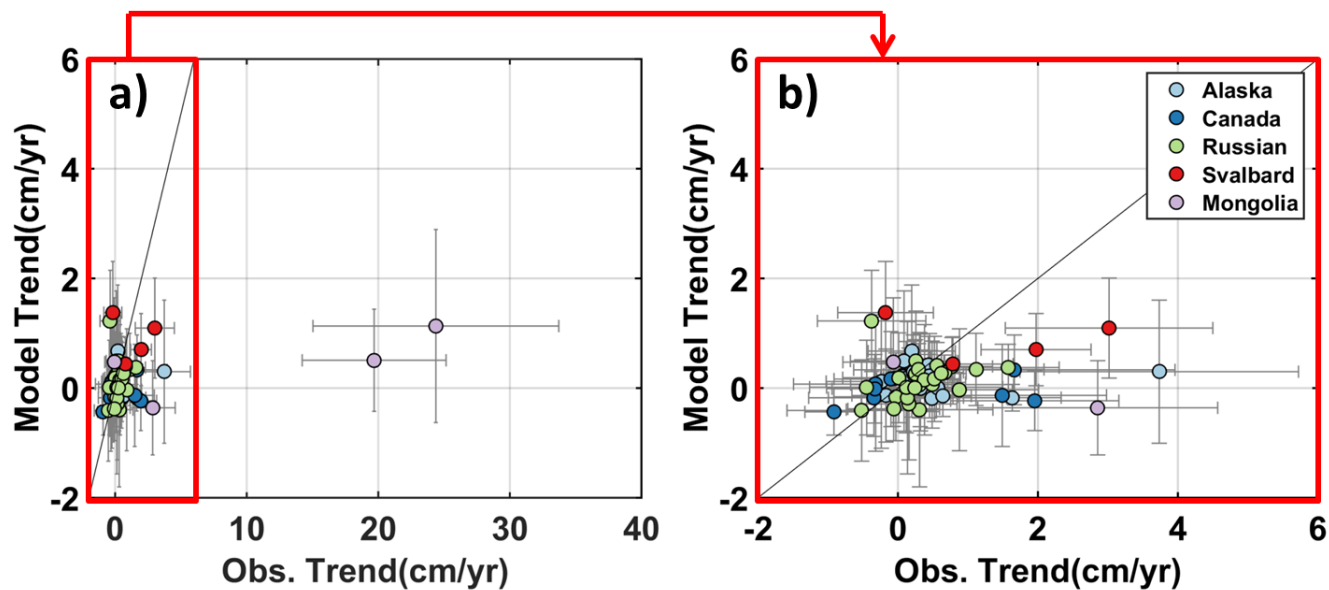 a)
6
4
2
0
-2
Model Trend(cm/yr)
0
10
20
30
40
Obs. Trend(cm/yr)
b)
Alaska
Canada
Russian
Svalbard
Mongolia
6
4
2
0
-2
Model Trend(cm/yr)
-2
0
2
4
6
Obs. Trend(cm/yr)